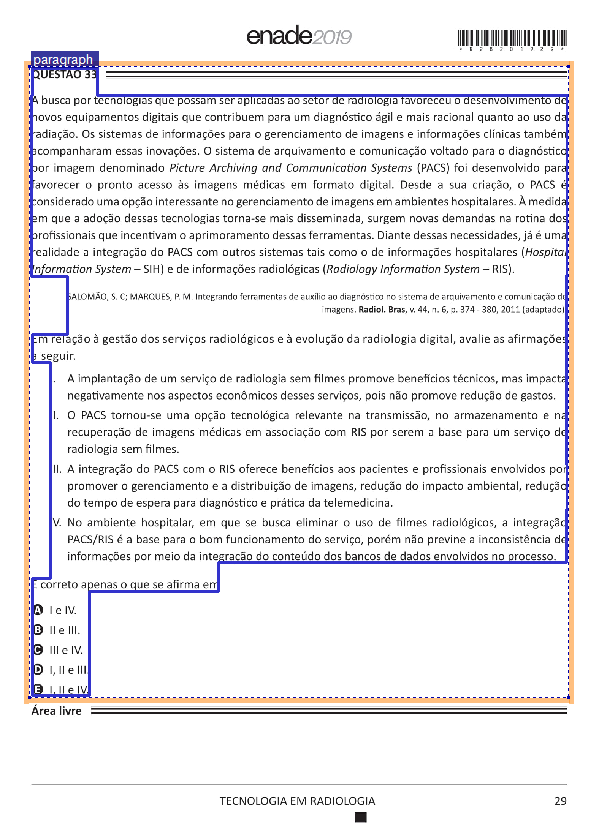 enade2019
paragraph
QUESTÃO 33
A busca por tecnologias que possam ser aplicadas ao setor de radiologia favoreceu o desenvolvimento de
novos equipamentos digitais que contribuem para um diagnóstico ágil e mais racional quanto ao uso da
radiação. Os sistemas de informações para o gerenciamento de imagens e informações clínicas também
acompanharam essas inovações. O sistema de arquivamento e comunicação voltado para o diagnóstico
por imagem denominado Picture Archiving and Communication Systems (PACS) foi desenvolvido para
favorecer o pronto acesso às imagens médicas em formato digital. Desde a sua criação, o PACS é
considerado uma opção interessante no gerenciamento de imagens em ambientes hospitalares. À medida
em que a adoção dessas tecnologias torna-se mais disseminada, surgem novas demandas na rotina dos
profissionais que incentivam o aprimoramento dessas ferramentas. Diante dessas necessidades, já é uma
realidade a integração do PACS com outros sistemas tais como o de informações hospitalares (Hospital
Information System – SIH) e de informações radiológicas (Radiology Information System – RIS).
SALOMÃO, S. C; MARQUES, P. M. Integrando ferramentas de auxílio ao diagnóstico no sistema de arquivamento e comunicação de
imagens. Radiol. Bras, v. 44, n. 6, p. 374 - 380, 2011 (adaptado).
Em relação à gestão dos serviços radiológicos e à evolução da radiologia digital, avalie as afirmações
a seguir.
I. A implantação de um serviço de radiologia sem filmes promove benefícios técnicos, mas impacta
negativamente nos aspectos econômicos desses serviços, pois não promove redução de gastos.
II. O PACS tornou-se uma opção tecnológica relevante na transmissão, no armazenamento e na
recuperação de imagens médicas em associação com RIS por serem a base para um serviço de
radiologia sem filmes.
III. A integração do PACS com o RIS oferece benefícios aos pacientes e profissionais envolvidos por
promover o gerenciamento e a distribuição de imagens, redução do impacto ambiental, redução
do tempo de espera para diagnóstico e prática da telemedicina.
IV. No ambiente hospitalar, em que se busca eliminar o uso de filmes radiológicos, a integração
PACS/RIS é a base para o bom funcionamento do serviço, porém não previne a inconsistência de
informações por meio da integração do conteúdo dos bancos de dados envolvidos no processo.
É correto apenas o que se afirma em
A I e IV.
B II e III.
C III e IV.
D I, II e III.
E I, II e IV.
Área livre
TECNOLOGIA EM RADIOLOGIA
29